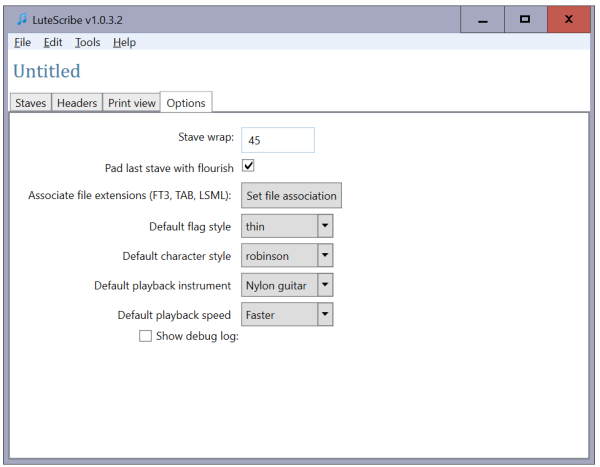 LuteScribe v1.0.3.2
File Edit Tools Help
Untitled
Staves Headers Print view Options
Stave wrap: 45
Pad last stave with flourish
Associate file extensions (FT3, TAB, LSML): Set file association
Default flag style thin
Default character style robinson
Default playback instrument Nylon guitar
Default playback speed Faster
Show debug log: